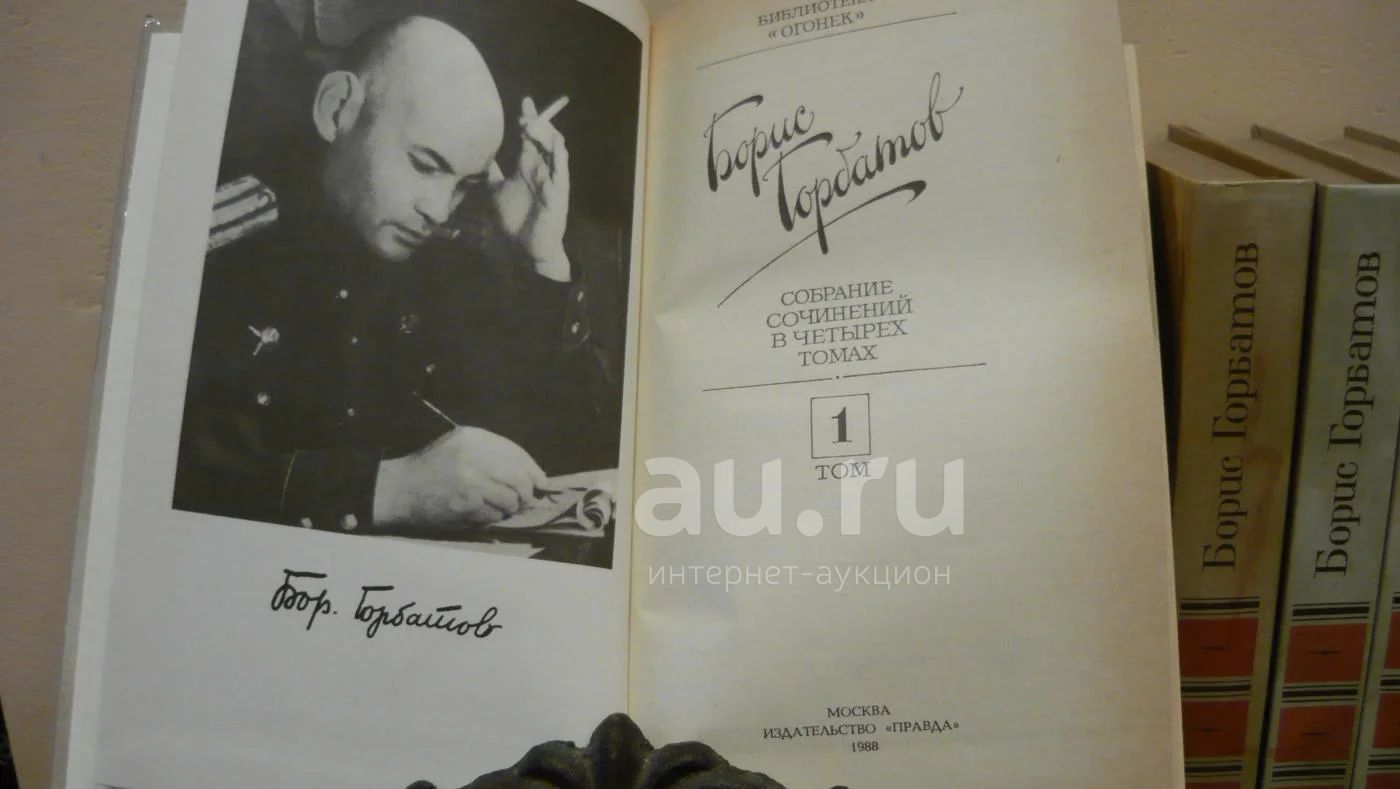 Бор. Горбатов
БИБЛИОТЕКА
«ОГОНЕК»
Борис
Горбатов
СОБРАНИЕ
СОЧИНЕНИЙ
В ЧЕТЫРЕХ
ТОМАХ
1
ТОМ
au.ru
интернет-аукцион
МОСКВА
ИЗДАТЕЛЬСТВО «ПРАВДА»
1988
Борис Горбатов
Борис Горбатов